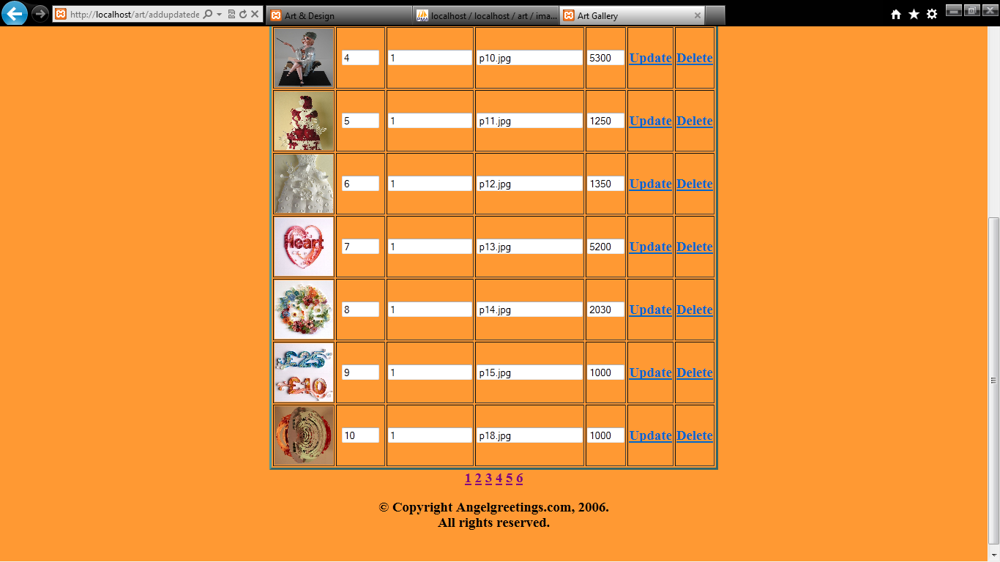 http://localhost/art/addupdatede
Art & Design
localhost / localhost / art / ima...
Art Gallery
4 1 p10.jpg 5300 Update Delete
5 1 p11.jpg 1250 Update Delete
6 1 p12.jpg 1350 Update Delete
Heart
7 1 p13.jpg 5200 Update Delete
8 1 p14.jpg 2030 Update Delete
£25
£10
9 1 p15.jpg 1000 Update Delete
10 1 p18.jpg 1000 Update Delete
1 2 3 4 5 6
© Copyright Angelgreetings.com, 2006.
All rights reserved.